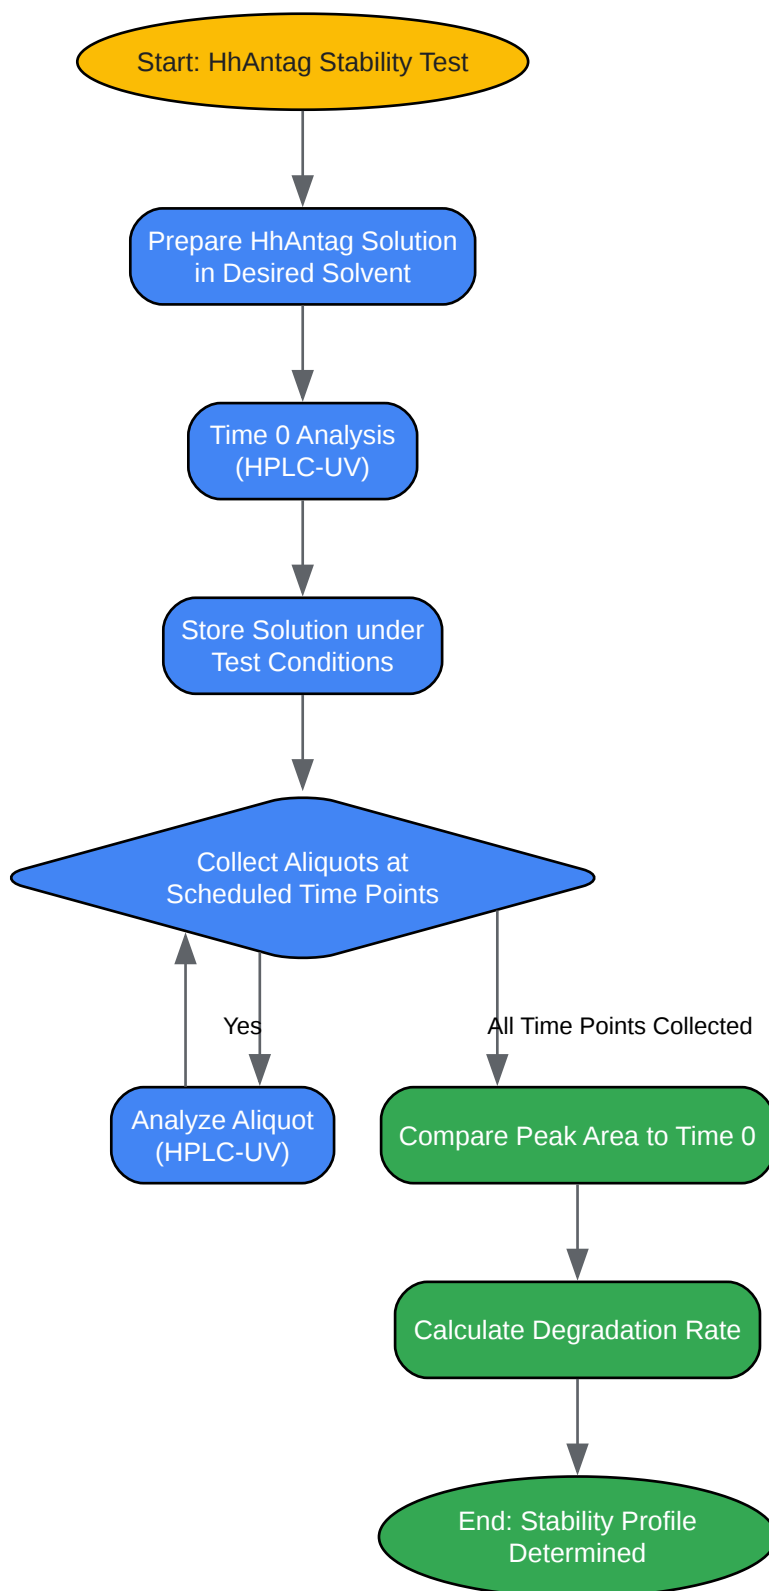 Start: HhAntag Stability Test
Prepare HhAntag Solution
in Desired Solvent
Time 0 Analysis
(HPLC-UV)
Store Solution under
Test Conditions
Collect Aliquots at
Scheduled Time Points
Yes
All Time Points Collected
Analyze Aliquot
(HPLC-UV)
Compare Peak Area to Time 0
Calculate Degradation Rate
End: Stability Profile
Determined